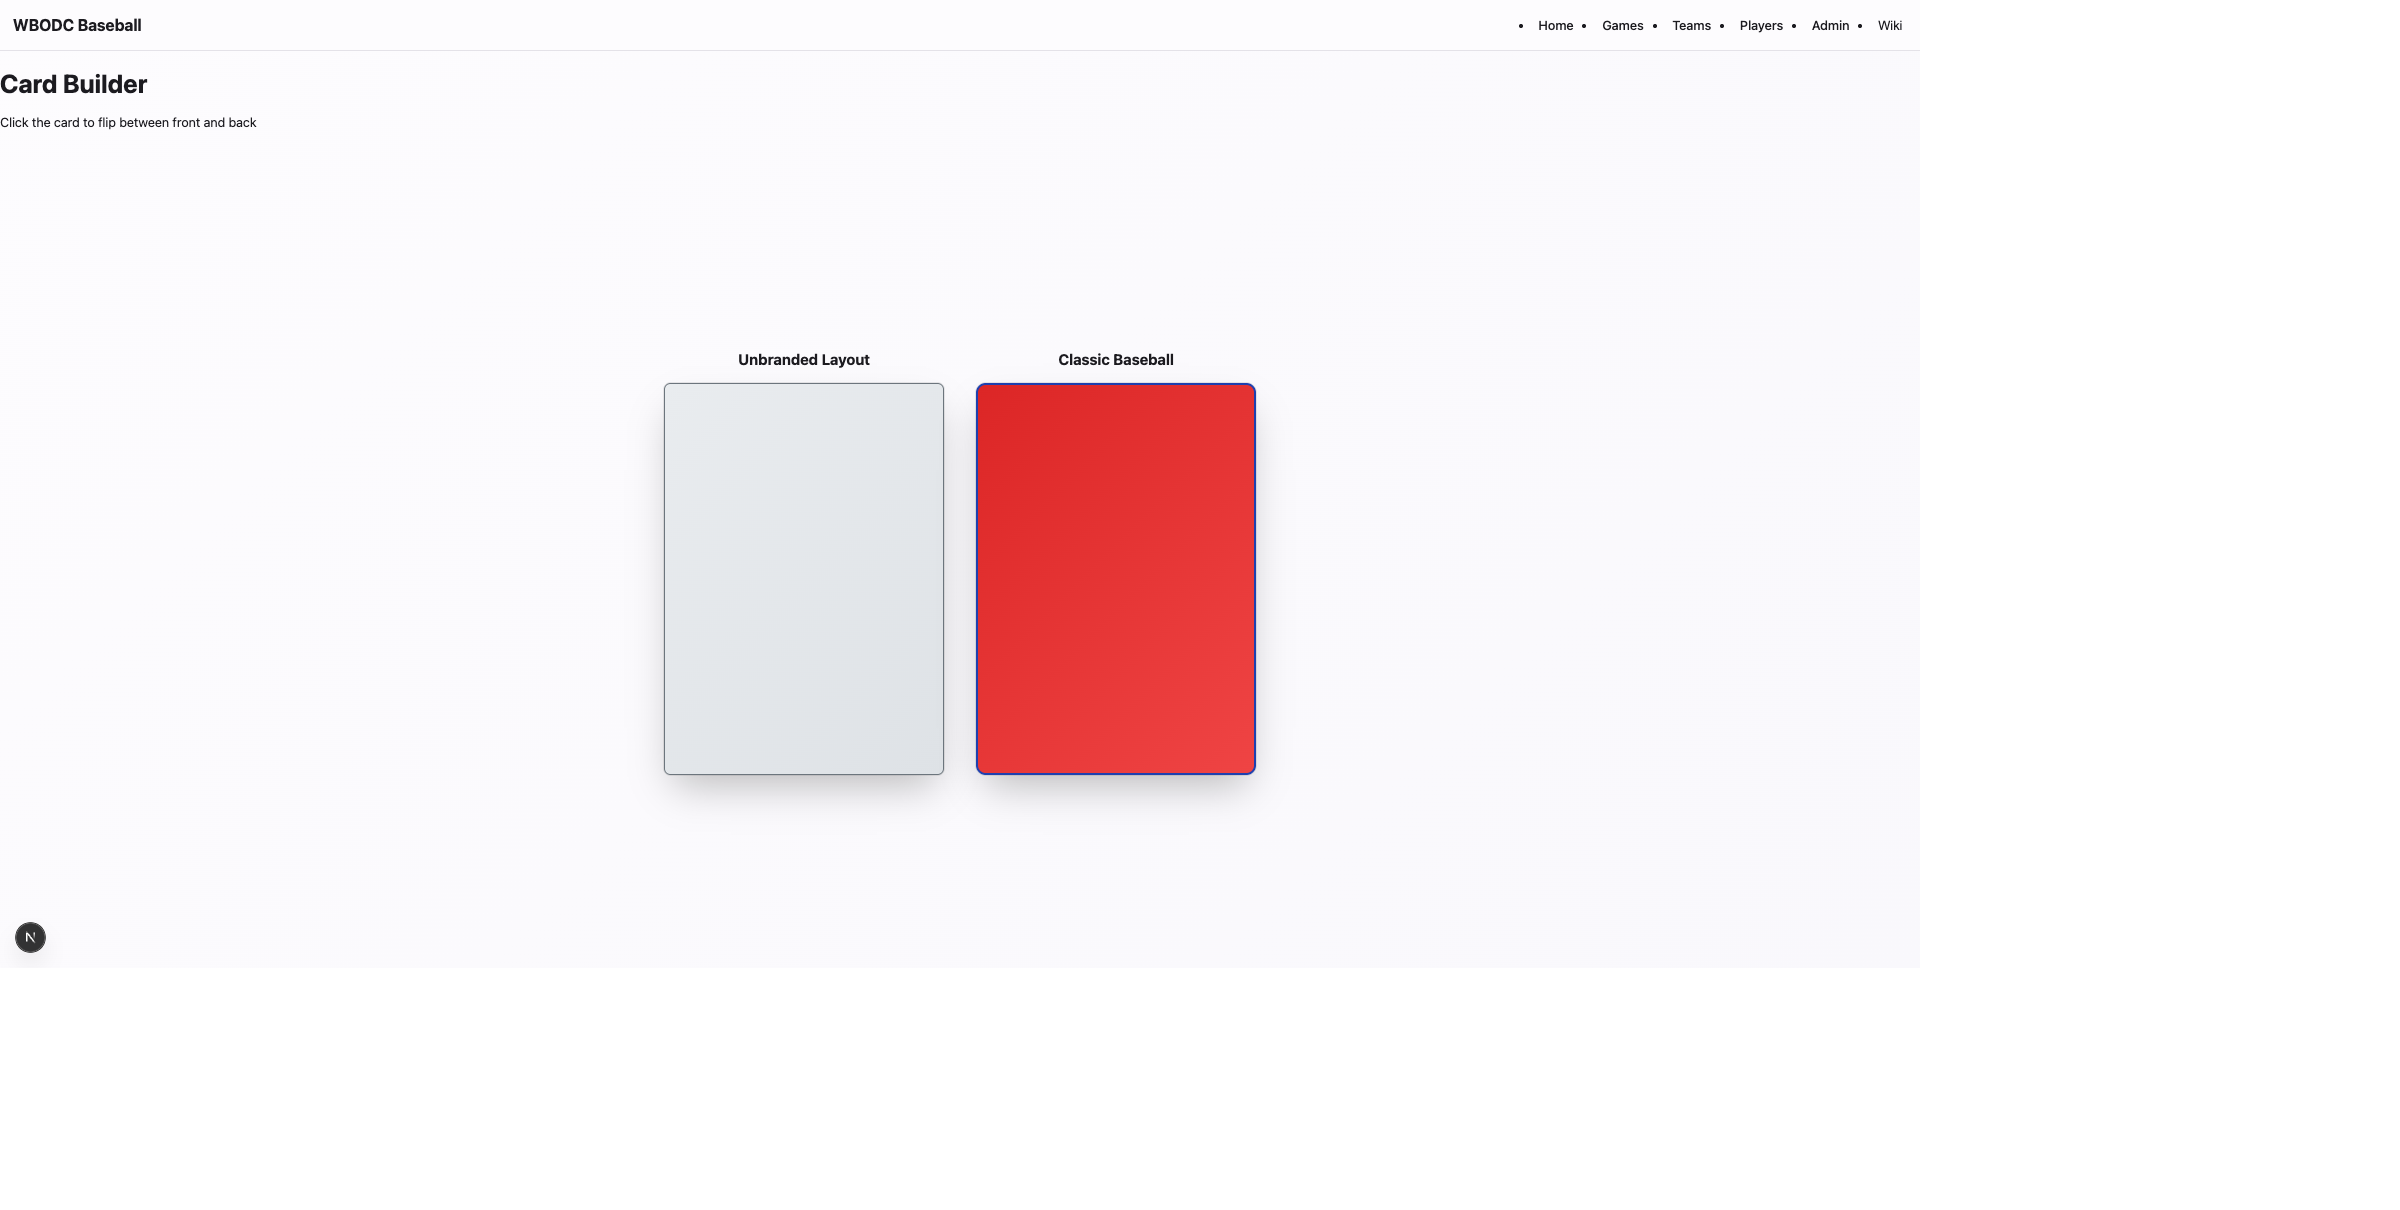 WBODC Baseball
• Home • Games • Teams • Players • Admin • Wiki
Card Builder
Click the card to flip between front and back
Unbranded Layout
Classic Baseball
N